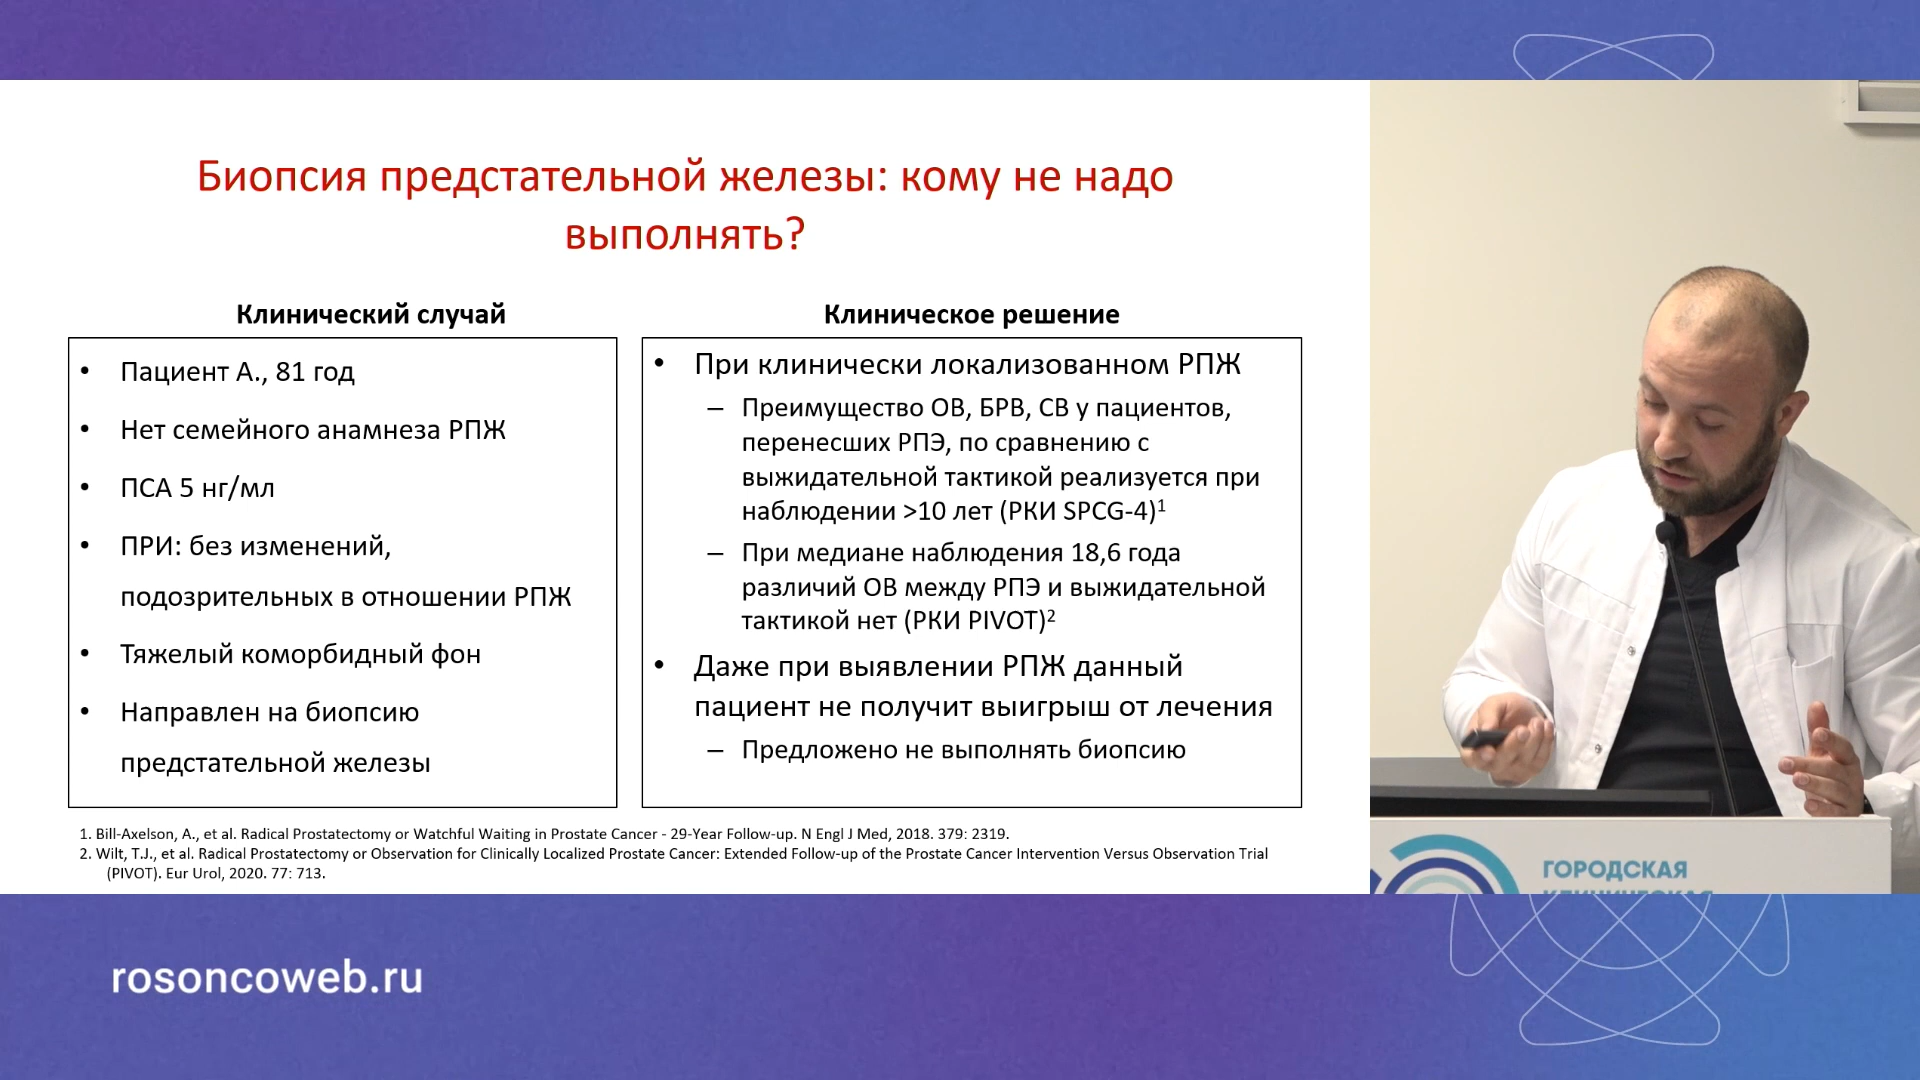 Биопсия предстательной железы: кому не надо
выполнять?
Клинический случай
• Пациент А., 81 год
• Нет семейного анамнеза РПЖ
• ПСА 5 нг/мл
• ПРИ: без изменений,
подозрительных в отношении РПЖ
• Тяжелый коморбидный фон
• Направлен на биопсию
предстательной железы
Клиническое решение
• При клинически локализованном РПЖ
– Преимущество ОВ, БРВ, СВ у пациентов,
перенесших РПЭ, по сравнению с
выжидательной тактикой реализуется при
наблюдении >10 лет (РКИ SPCG-4)1
– При медиане наблюдения 18,6 года
различий ОВ между РПЭ и выжидательной
тактикой нет (РКИ PIVOT)2
• Даже при выявлении РПЖ данный
пациент не получит выигрыш от лечения
– Предложено не выполнять биопсию
1. Bill-Axelson, A., et al. Radical Prostatectomy or Watchful Waiting in Prostate Cancer - 29-Year Follow-up. N Engl J Med, 2018. 379: 2319.
2. Wilt, T.J., et al. Radical Prostatectomy or Observation for Clinically Localized Prostate Cancer: Extended Follow-up of the Prostate Cancer Intervention Versus Observation Trial
(PIVOT). Eur Urol, 2020. 77: 713.
ГОРОДСКАЯ
rosoncoweb.ru